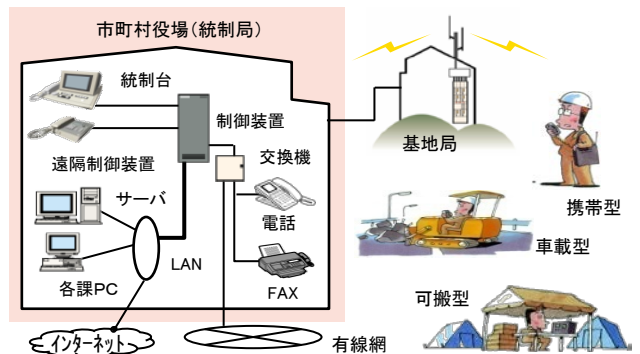 市町村役場(統制局)
統制台
制御装置
遠隔制御装置
交換機
サーバ
電話
各課PC
LAN
FAX
インターネット
有線網
基地局
携帯型
車載型
可搬型